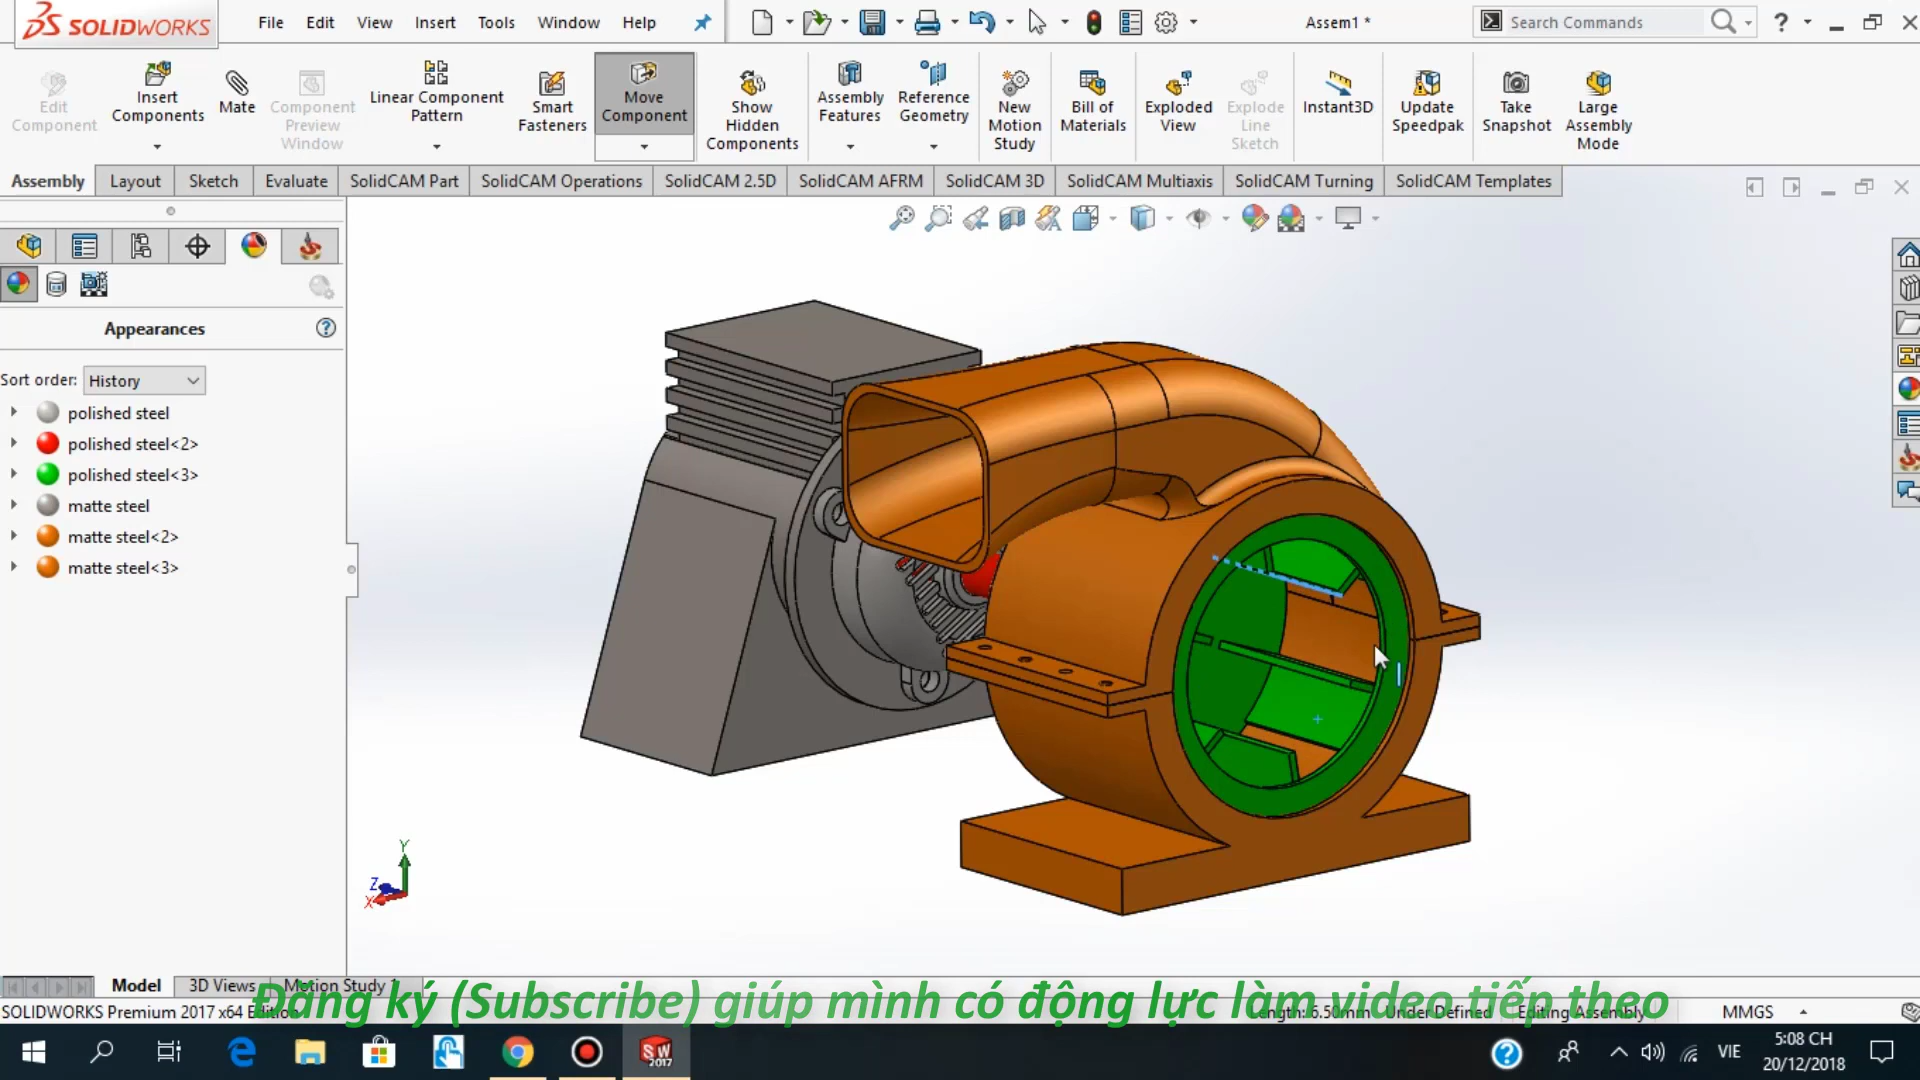 SOLIDWORKS File Edit View Insert Tools Window Help Assem1 * Search Commands
Edit Component
Insert Components
Mate
Component Preview Window
Linear Component Pattern
Smart Fasteners
Move Component
Show Hidden Components
Assembly Features
Reference Geometry
New Motion Study
Bill of Materials
Exploded View
Explode Line Sketch
Instant3D
Update Speedpak
Take Snapshot
Large Assembly Mode
Assembly Layout Sketch Evaluate SolidCAM Part SolidCAM Operations SolidCAM 2.5D SolidCAM AFRM SolidCAM 3D SolidCAM Multiaxis SolidCAM Turning SolidCAM Templates
Appearances
Sort order: History
polished steel
polished steel<2>
polished steel<3>
matte steel
matte steel<2>
matte steel<3>
Y
Z
X
Model 3D Views Motion Study 1
Đăng ký (Subscribe) giúp mình có động lực làm video tiếp theo
SOLIDWORKS Premium 2017 x64 Edition Length: 6.50mm Under Defined Editing Assembly MMGS
SW 2017
VIE
5:08 CH
20/12/2018